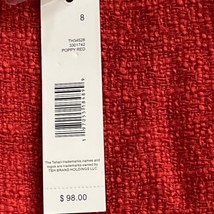 8
TH34528
3301742
POPPY RED
The Tahari trademarks, names and
logos are trademarks owned by
TBH BRAND HOLDINGS LLC
$ 98.00